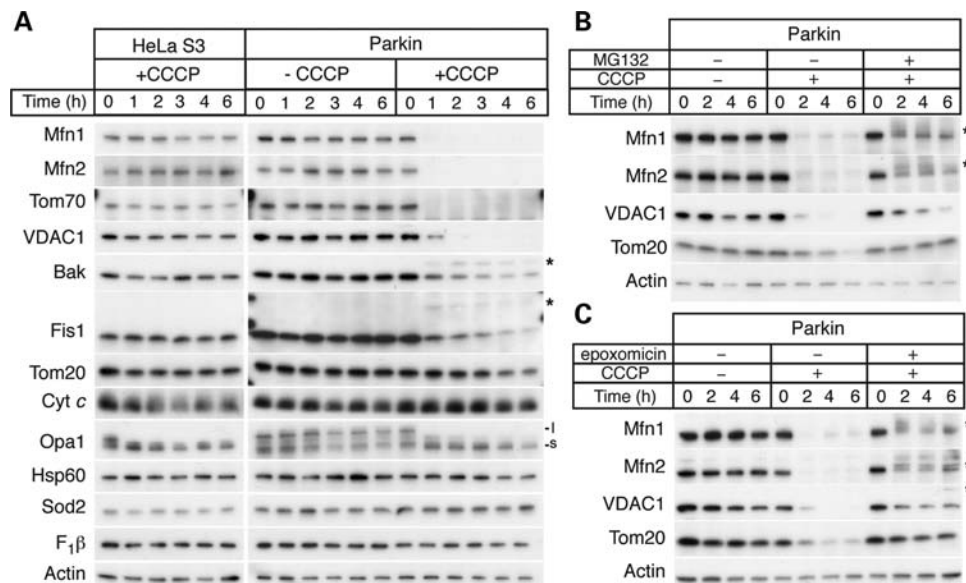 A
HeLa S3 Parkin
+CCCP - CCCP +CCCP
Time (h) 0 1 2 3 4 6 0 1 2 3 4 6 0 1 2 3 4 6
Mfn1
Mfn2
Tom70
VDAC1
Bak *
Fis1 *
Tom20
Cyt c
Opa1 -l
-s
Hsp60
Sod2
F₁β
Actin
B
Parkin
MG132 – – +
CCCP – + +
Time (h) 0 2 4 6 0 2 4 6 0 2 4 6
Mfn1 *
Mfn2 *
VDAC1
Tom20
Actin
C
Parkin
epoxomicin – – +
CCCP – + +
Time (h) 0 2 4 6 0 2 4 6 0 2 4 6
Mfn1 *
Mfn2 *
VDAC1
Tom20
Actin